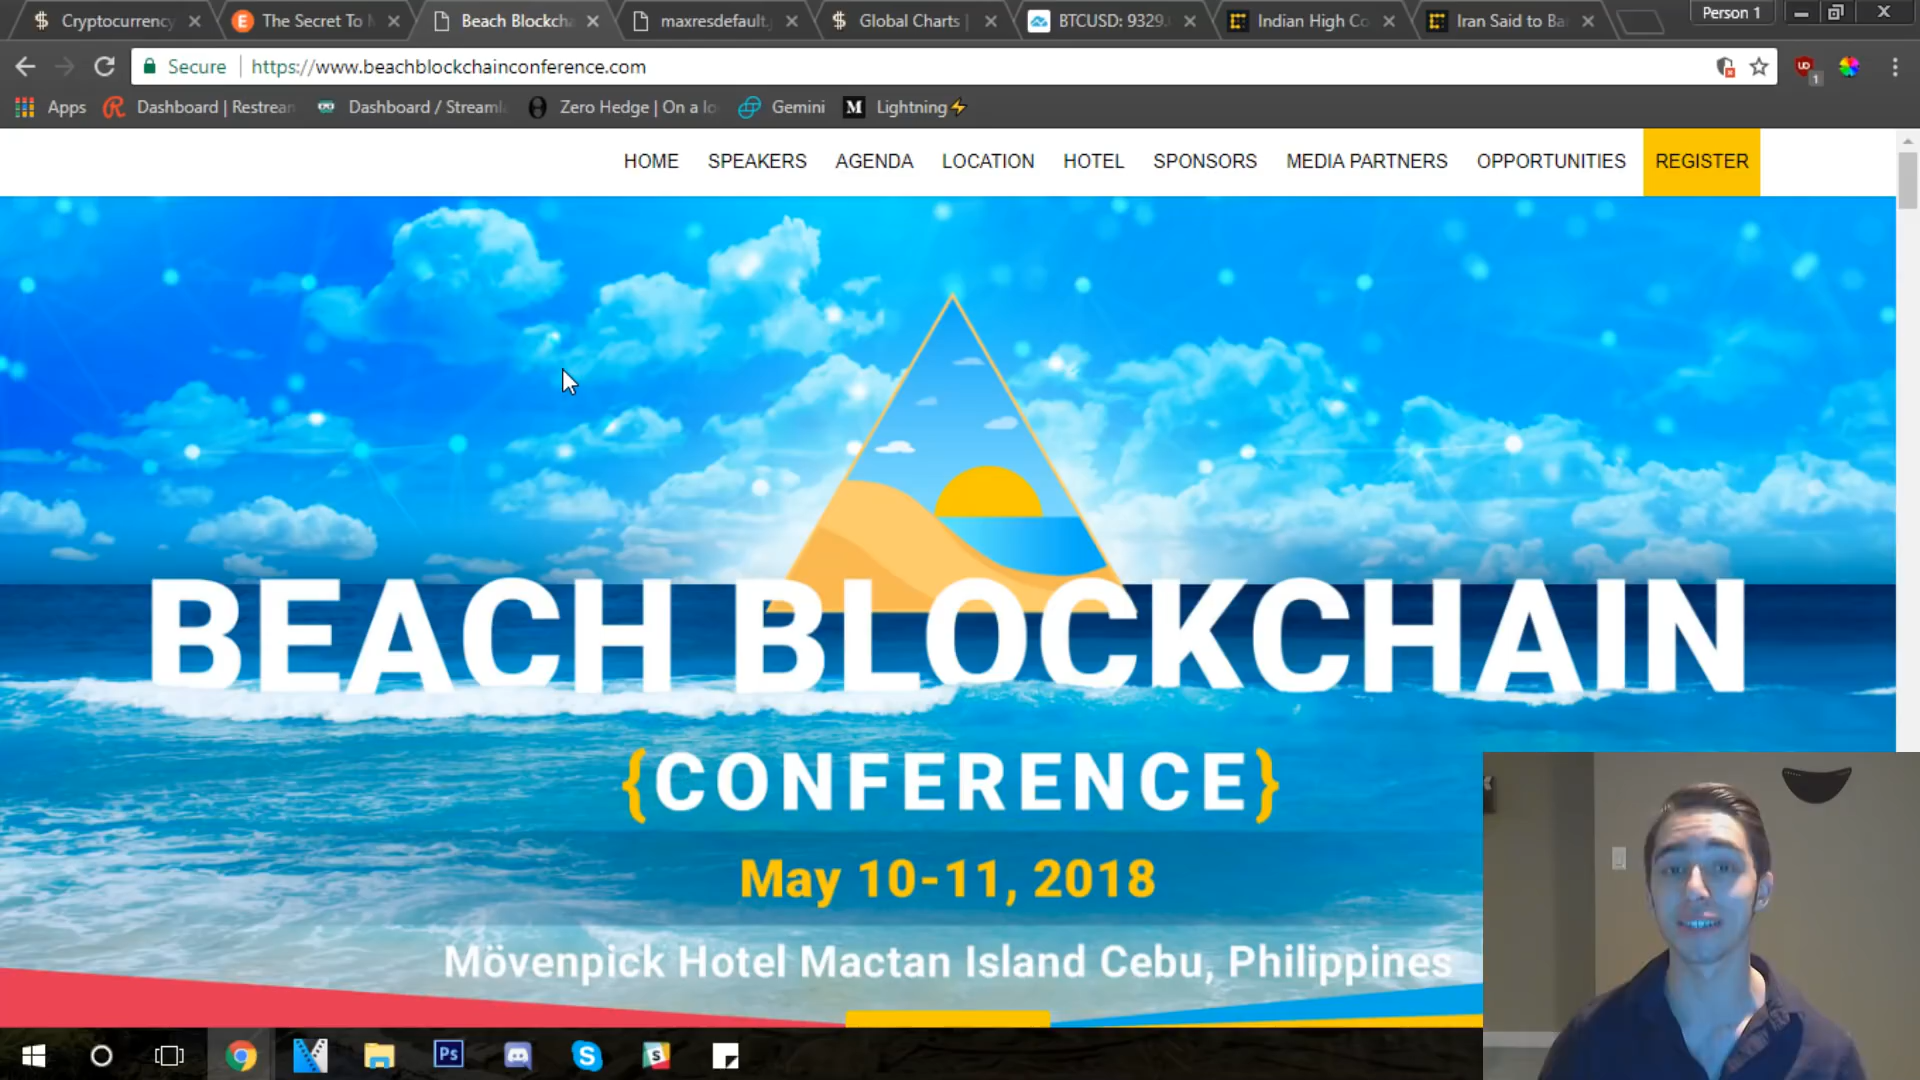 Cryptocurrency
The Secret To
Beach Blockcha
maxresdefault.
Global Charts |
BTCUSD: 9329.
Indian High Co
Iran Said to Ba
Person 1
Secure
https://www.beachblockchainconference.com
1
Apps
Dashboard | Restrean
Dashboard / Streaml
Zero Hedge | On a lo
Gemini
M
Lightning⚡
HOME
SPEAKERS
AGENDA
LOCATION
HOTEL
SPONSORS
MEDIA PARTNERS
OPPORTUNITIES
REGISTER
BEACH BLOCKCHAIN
{CONFERENCE}
May 10-11, 2018
Mövenpick Hotel Mactan Island Cebu, Philippines
Ps